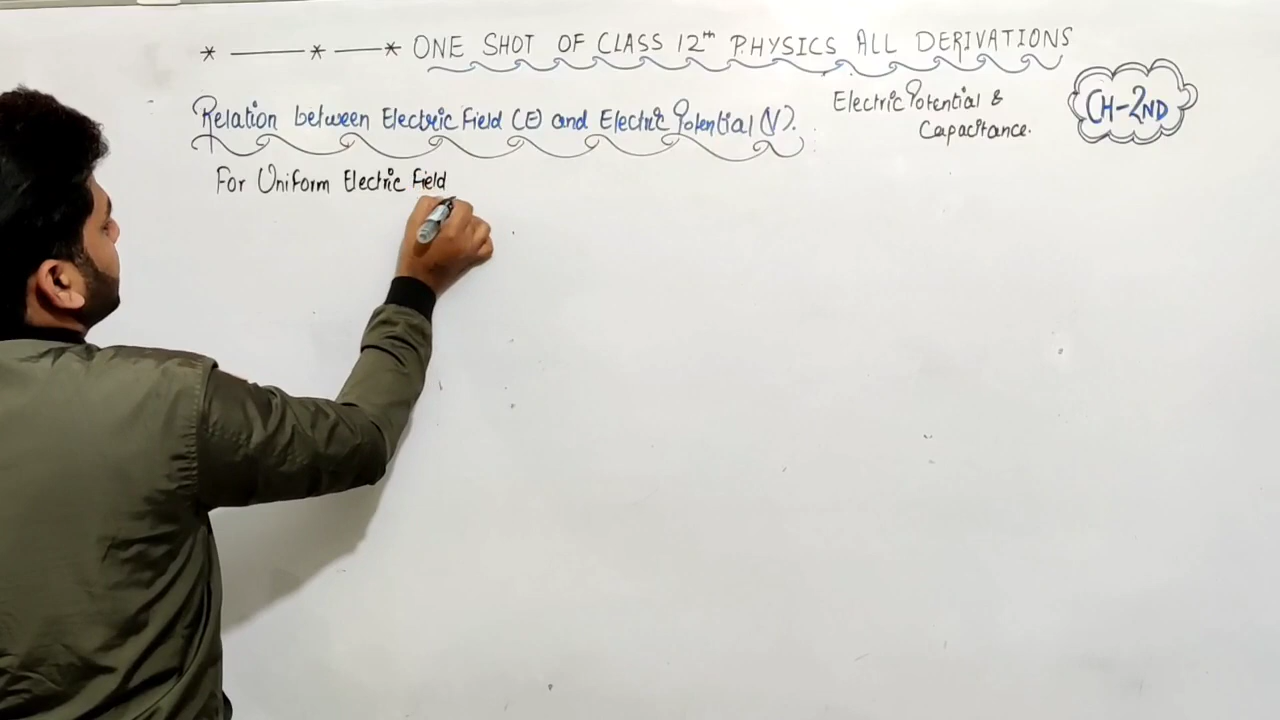 * ——— * —— * ONE SHOT OF CLASS 12th PHYSICS ALL DERIVATIONS
Relation between Electric Field (E) and Electric Potential (V).
Electric Potential &
Capacitance.
CH-2ND
For Uniform Electric Field